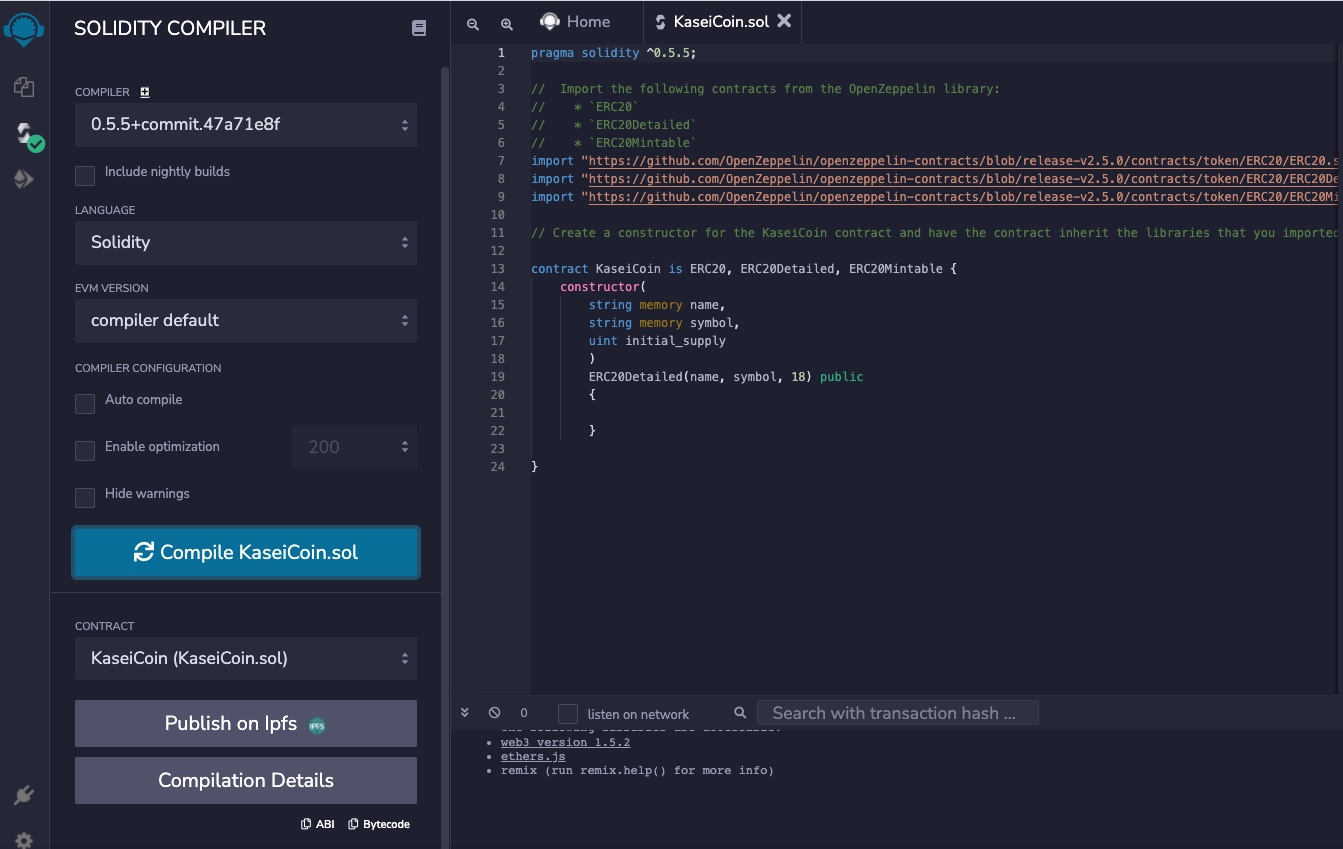 SOLIDITY COMPILER
COMPILER
0.5.5+commit.47a71e8f
Include nightly builds
LANGUAGE
Solidity
EVM VERSION
compiler default
COMPILER CONFIGURATION
Auto compile
Enable optimization
200
Hide warnings
Compile KaseiCoin.sol
CONTRACT
KaseiCoin (KaseiCoin.sol)
Publish on Ipfs IPFS
Compilation Details
ABI Bytecode
Home KaseiCoin.sol
1 pragma solidity ^0.5.5;
2
3 //  Import the following contracts from the OpenZeppelin library:
4 //    * `ERC20`
5 //    * `ERC20Detailed`
6 //    * `ERC20Mintable`
7 import "https://github.com/OpenZeppelin/openzeppelin-contracts/blob/release-v2.5.0/contracts/token/ERC20/ERC20.s
8 import "https://github.com/OpenZeppelin/openzeppelin-contracts/blob/release-v2.5.0/contracts/token/ERC20/ERC20De
9 import "https://github.com/OpenZeppelin/openzeppelin-contracts/blob/release-v2.5.0/contracts/token/ERC20/ERC20Mi
10
11 // Create a constructor for the KaseiCoin contract and have the contract inherit the libraries that you imported
12
13 contract KaseiCoin is ERC20, ERC20Detailed, ERC20Mintable {
14     constructor(
15         string memory name,
16         string memory symbol,
17         uint initial_supply
18         )
19         ERC20Detailed(name, symbol, 18) public
20         {
21
22         }
23
24 }
0 listen on network Search with transaction hash ...
web3 version 1.5.2
ethers.js
remix (run remix.help() for more info)